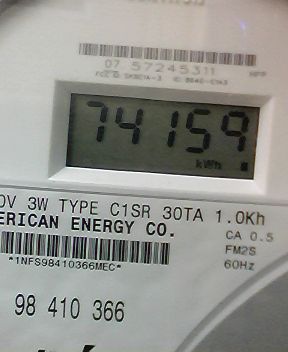 07 57245311
74159
kWh
0V 3W TYPE C1SR 30TA 1.0Kh
ERICAN ENERGY CO.
CA 0.5
FM2S
*1NFS98410366MEC*
60Hz
98 410 366